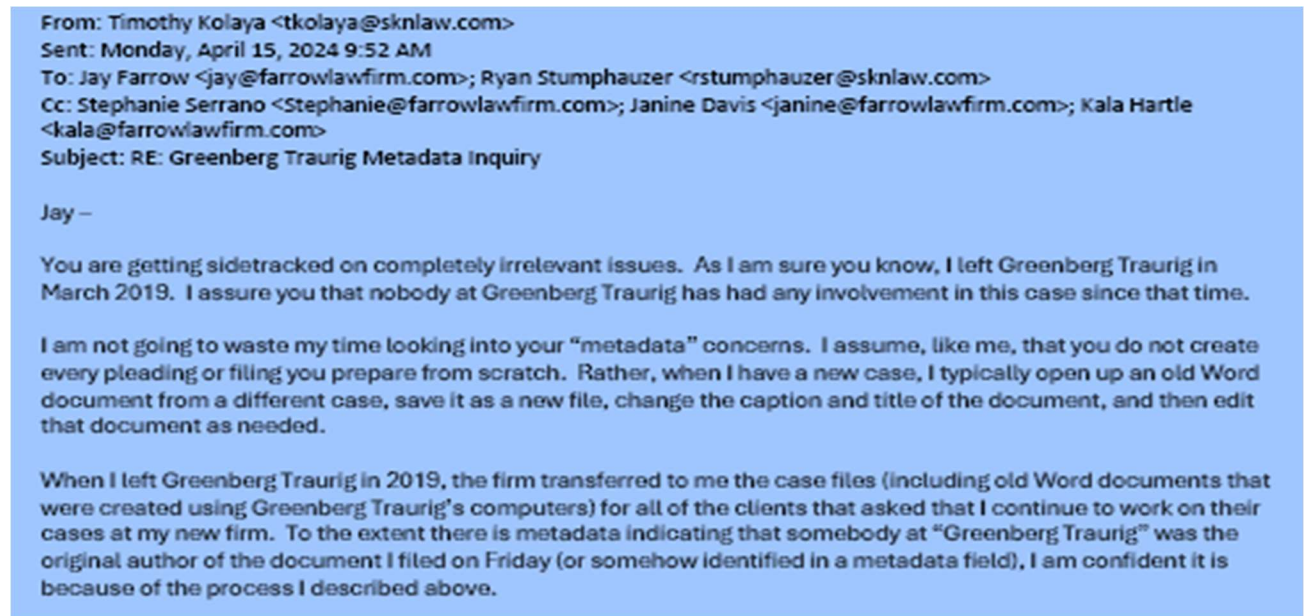 From: Timothy Kolaya <tkolaya@sknlaw.com>
Sent: Monday, April 15, 2024 9:52 AM
To: Jay Farrow <jay@farrowlawfirm.com>; Ryan Stumphauzer <rstumphauzer@sknlaw.com>
Cc: Stephanie Serrano <Stephanie@farrowlawfirm.com>; Janine Davis <janine@farrowlawfirm.com>; Kala Hartle
<kala@farrowlawfirm.com>
Subject: RE: Greenberg Traurig Metadata Inquiry
Jay –
You are getting sidetracked on completely irrelevant issues.  As I am sure you know, I left Greenberg Traurig in
March 2019.  I assure you that nobody at Greenberg Traurig has had any involvement in this case since that time.
I am not going to waste my time looking into your “metadata” concerns.  I assume, like me, that you do not create
every pleading or filing you prepare from scratch.  Rather, when I have a new case, I typically open up an old Word
document from a different case, save it as a new file, change the caption and title of the document, and then edit
that document as needed.
When I left Greenberg Traurig in 2019, the firm transferred to me the case files (including old Word documents that
were created using Greenberg Traurig’s computers) for all of the clients that asked that I continue to work on their
cases at my new firm.  To the extent there is metadata indicating that somebody at “Greenberg Traurig” was the
original author of the document I filed on Friday (or somehow identified in a metadata field), I am confident it is
because of the process I described above.